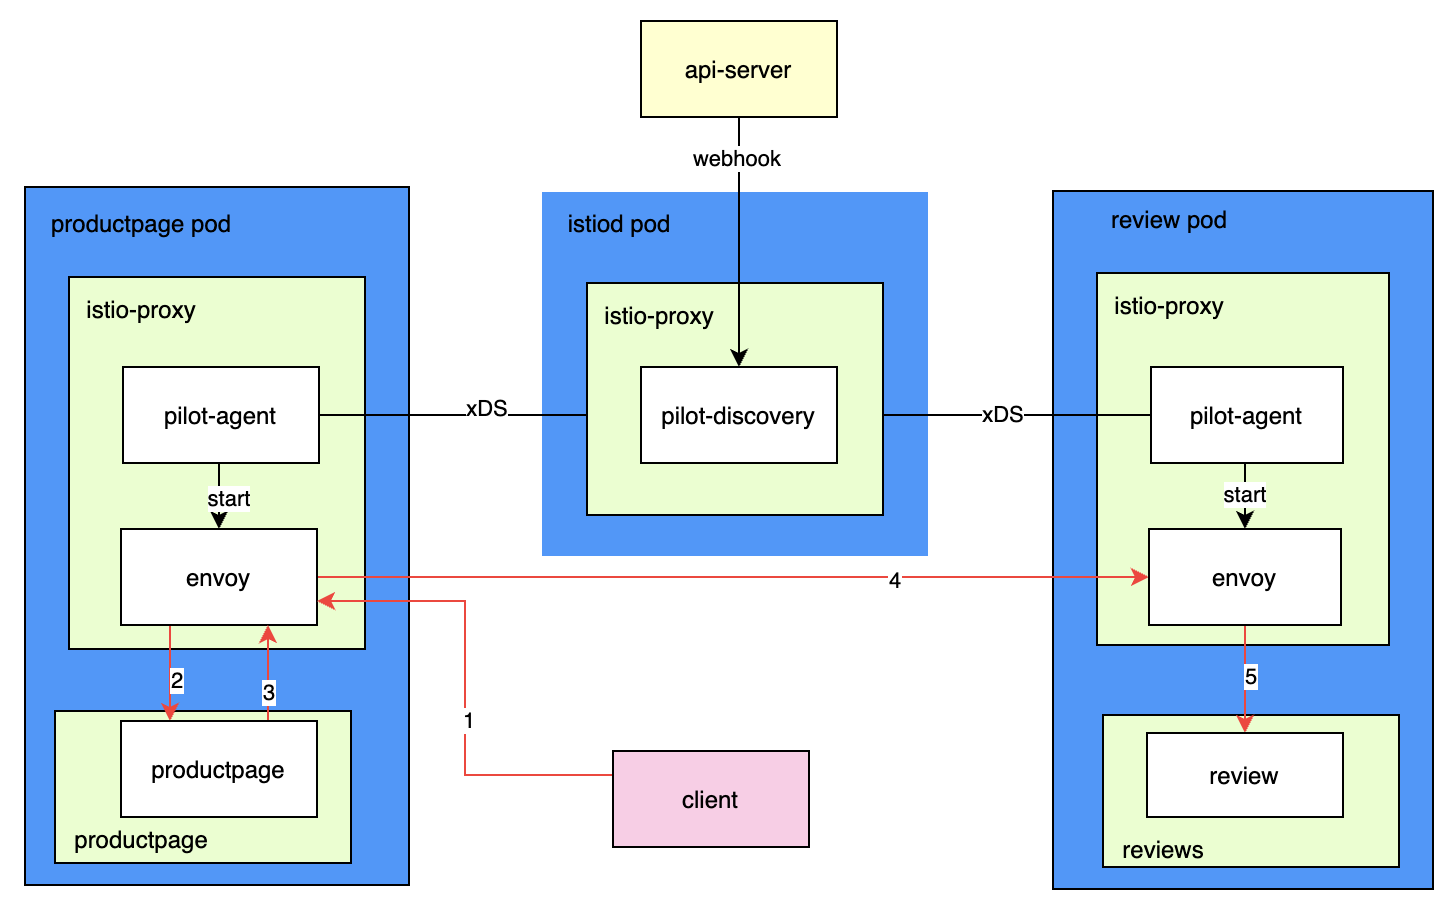 api-server
webhook
productpage pod
istiod pod
review pod
istio-proxy
istio-proxy
istio-proxy
pilot-agent
xDS
pilot-discovery
xDS
pilot-agent
start
start
envoy
4
envoy
2
3
1
5
productpage
client
review
productpage
reviews